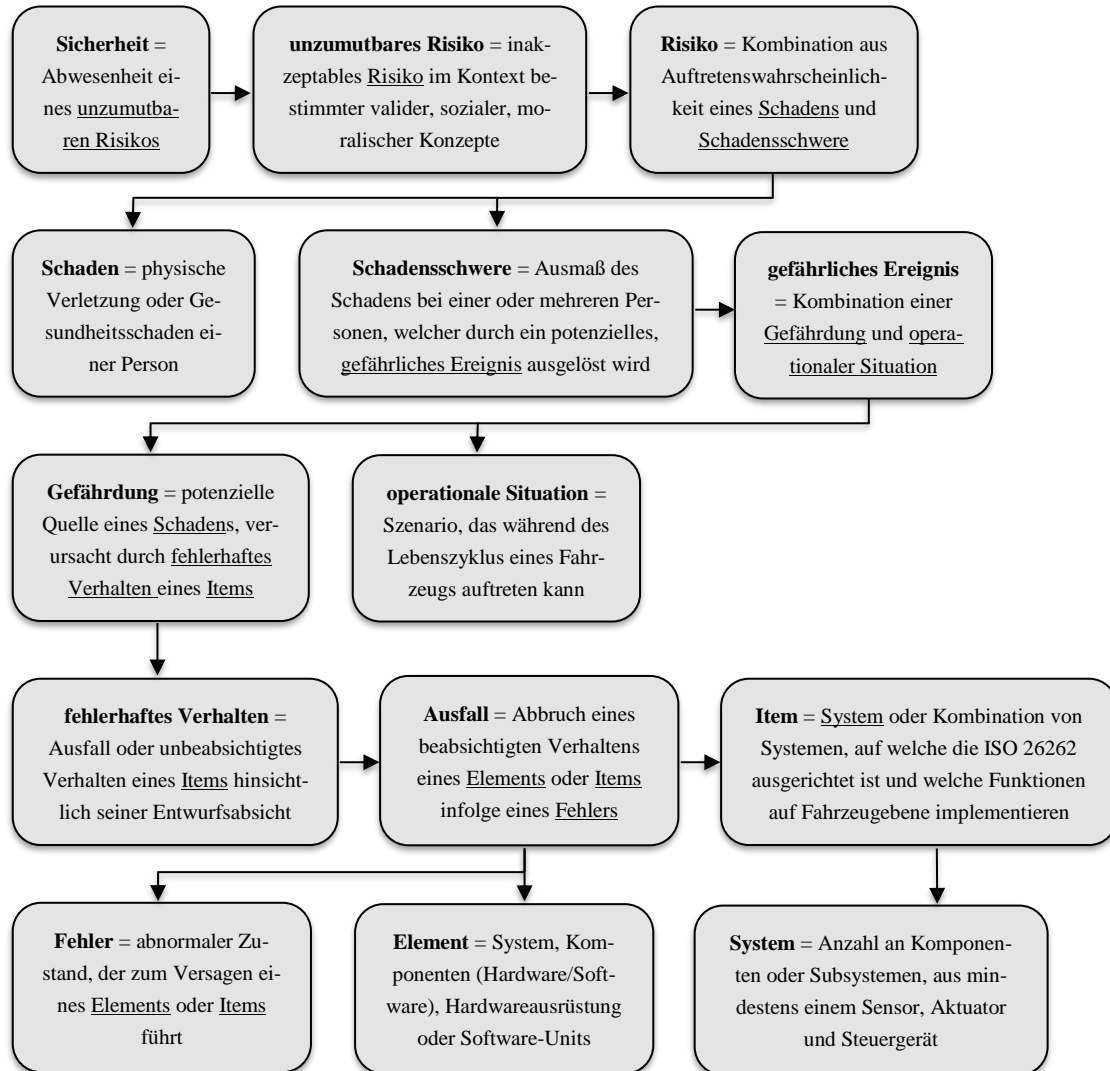 Sicherheit =
Abwesenheit ei-
nes unzumutba-
ren Risikos
unzumutbares Risiko = inak-
zeptables Risiko im Kontext be-
stimmter valider, sozialer, mo-
ralischer Konzepte
Risiko = Kombination aus
Auftretenswahrscheinlich-
keit eines Schadens und
Schadensschwere
Schaden = physische
Verletzung oder Ge-
sundheitsschaden ei-
ner Person
Schadensschwere = Ausmaß des
Schadens bei einer oder mehreren Per-
sonen, welcher durch ein potenzielles,
gefährliches Ereignis ausgelöst wird
gefährliches Ereignis
= Kombination einer
Gefährdung und opera-
tionaler Situation
Gefährdung = potenzielle
Quelle eines Schadens, ver-
ursacht durch fehlerhaftes
Verhalten eines Items
operationale Situation =
Szenario, das während des
Lebenszyklus eines Fahr-
zeugs auftreten kann
fehlerhaftes Verhalten =
Ausfall oder unbeabsichtigtes
Verhalten eines Items hinsicht-
lich seiner Entwurfsabsicht
Ausfall = Abbruch eines
beabsichtigten Verhaltens
eines Elements oder Items
infolge eines Fehlers
Item = System oder Kombination von
Systemen, auf welche die ISO 26262
ausgerichtet ist und welche Funktionen
auf Fahrzeugebene implementieren
Fehler = abnormaler Zu-
stand, der zum Versagen ei-
nes Elements oder Items
führt
Element = System, Kom-
ponenten (Hardware/Soft-
ware), Hardwareausrüstung
oder Software-Units
System = Anzahl an Komponen-
ten oder Subsystemen, aus min-
destens einem Sensor, Aktuator
und Steuergerät